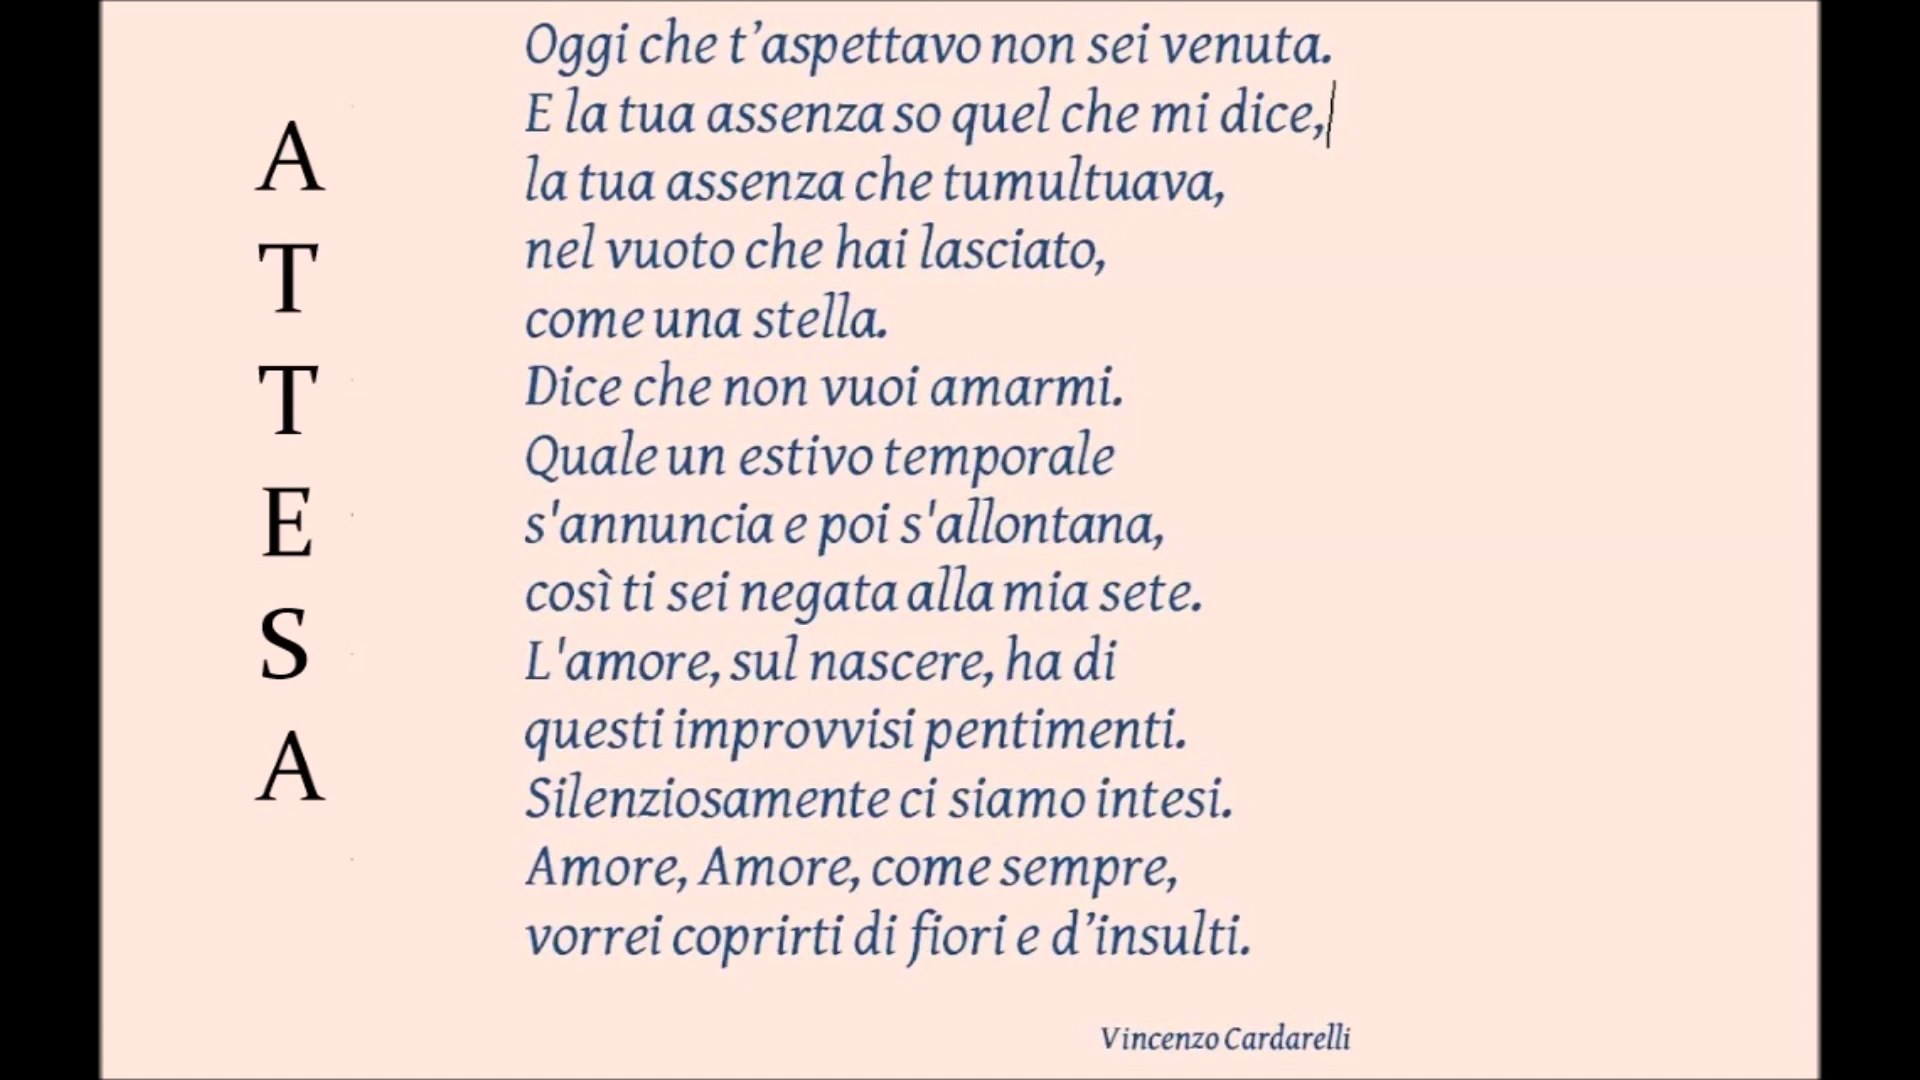 ATTESA
Oggi che t’aspettavo non sei venuta.
E la tua assenza so quel che mi dice,
la tua assenza che tumultuava,
nel vuoto che hai lasciato,
come una stella.
Dice che non vuoi amarmi.
Quale un estivo temporale
s'annuncia e poi s'allontana,
così ti sei negata alla mia sete.
L'amore, sul nascere, ha di
questi improvvisi pentimenti.
Silenziosamente ci siamo intesi.
Amore, Amore, come sempre,
vorrei coprirti di fiori e d’insulti.
Vincenzo Cardarelli